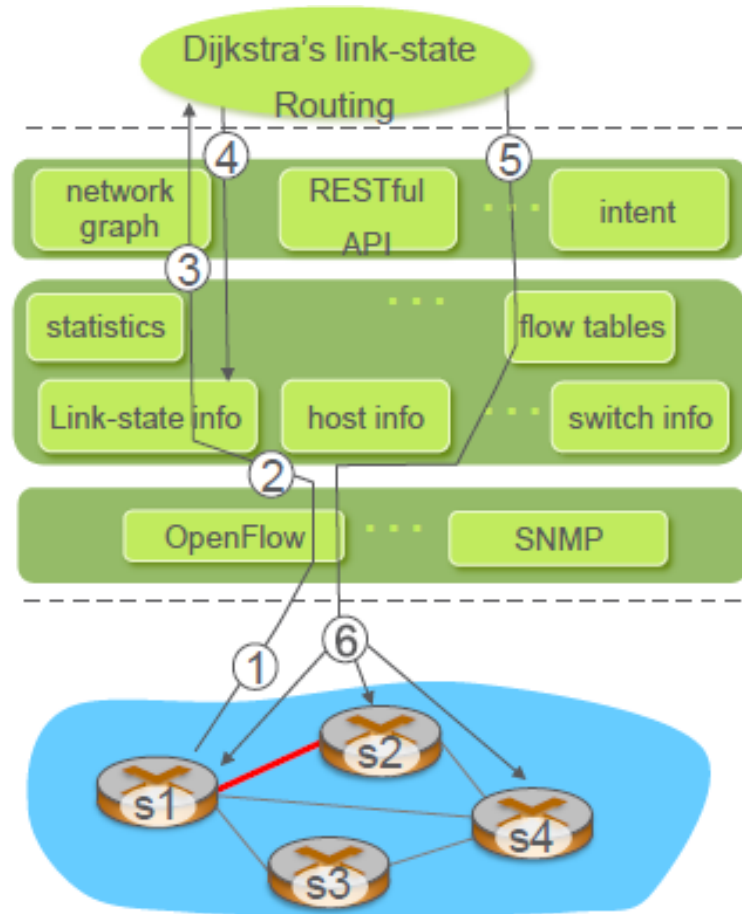 Dijkstra's link-state
Routing
4
5
network
graph
RESTful
API
intent
3
statistics
flow tables
Link-state info
host info
switch info
2
OpenFlow
SNMP
1
6
s2
s1
s4
s3